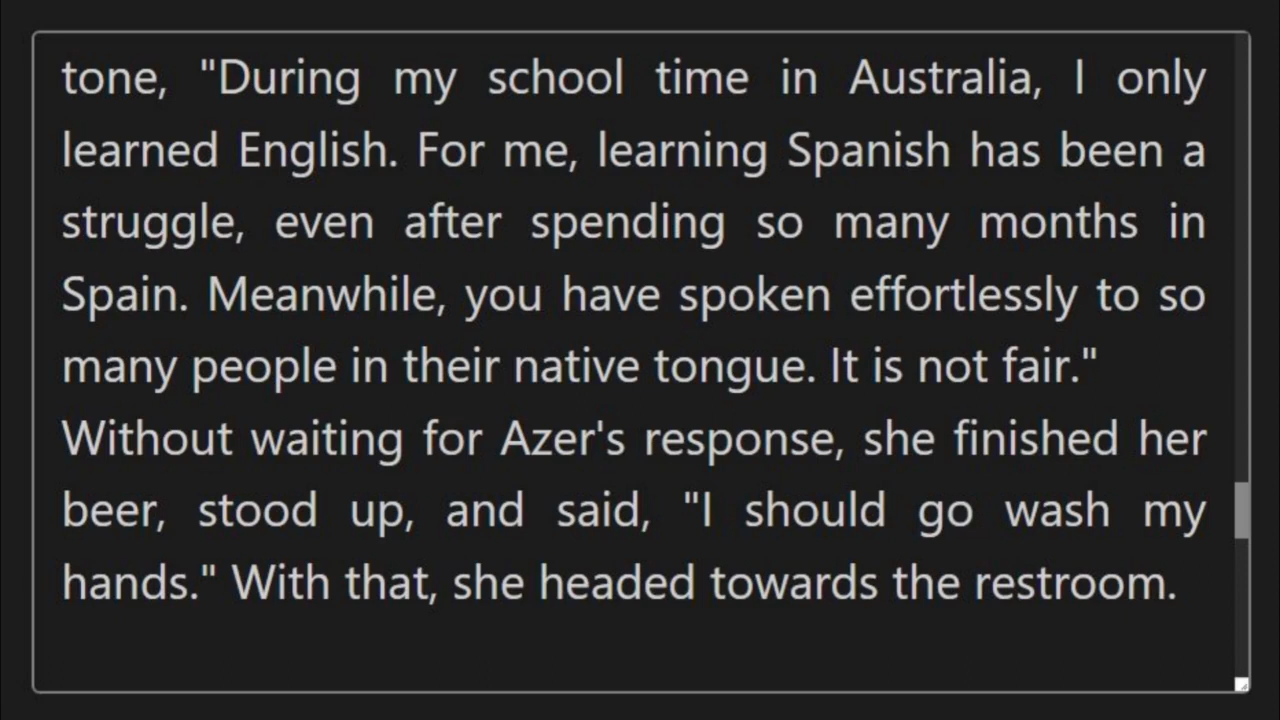 tone, "During my school time in Australia, I only
learned English. For me, learning Spanish has been a
struggle, even after spending so many months in
Spain. Meanwhile, you have spoken effortlessly to so
many people in their native tongue. It is not fair."
Without waiting for Azer's response, she finished her
beer, stood up, and said, "I should go wash my
hands." With that, she headed towards the restroom.